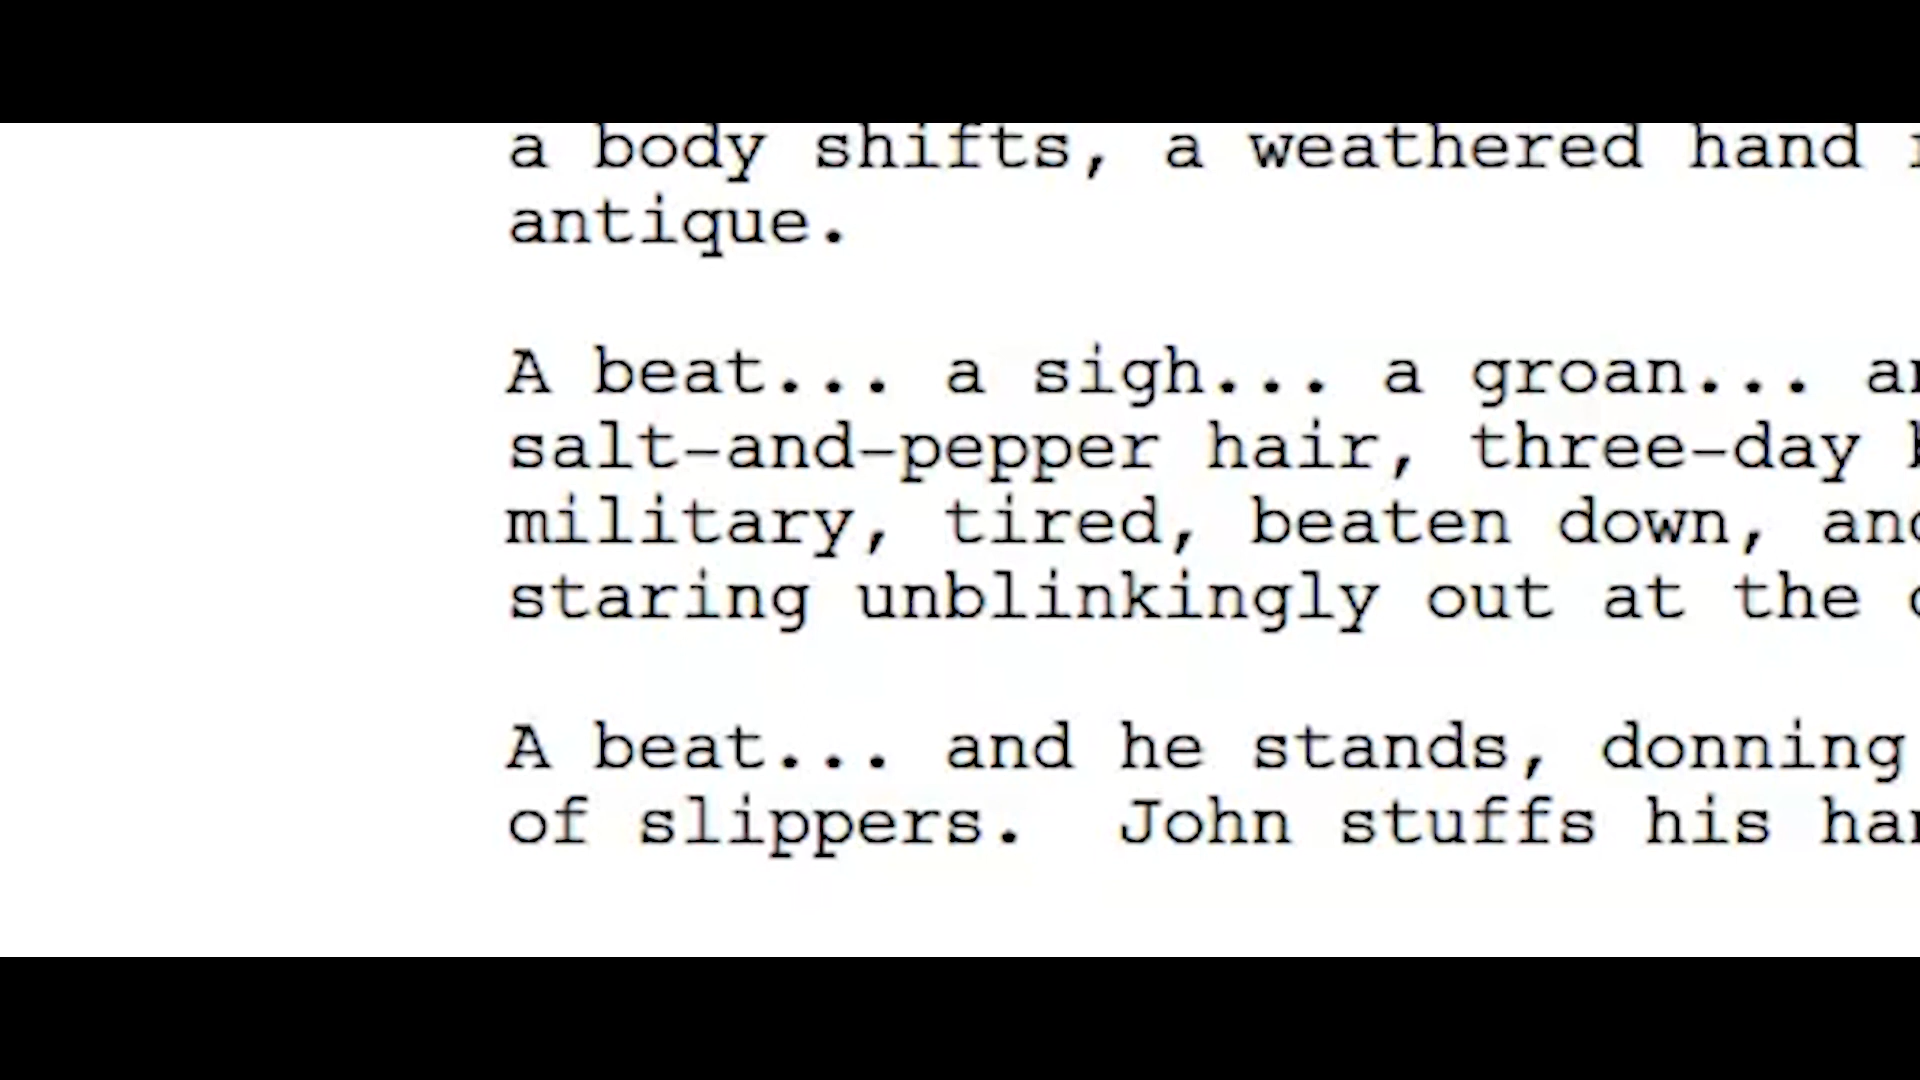 a body shifts, a weathered hand
antique.
A beat... a sigh... a groan...
salt-and-pepper hair, three-day
military, tired, beaten down,
staring unblinkingly out at the
A beat... and he stands, donning
of slippers. John stuffs his